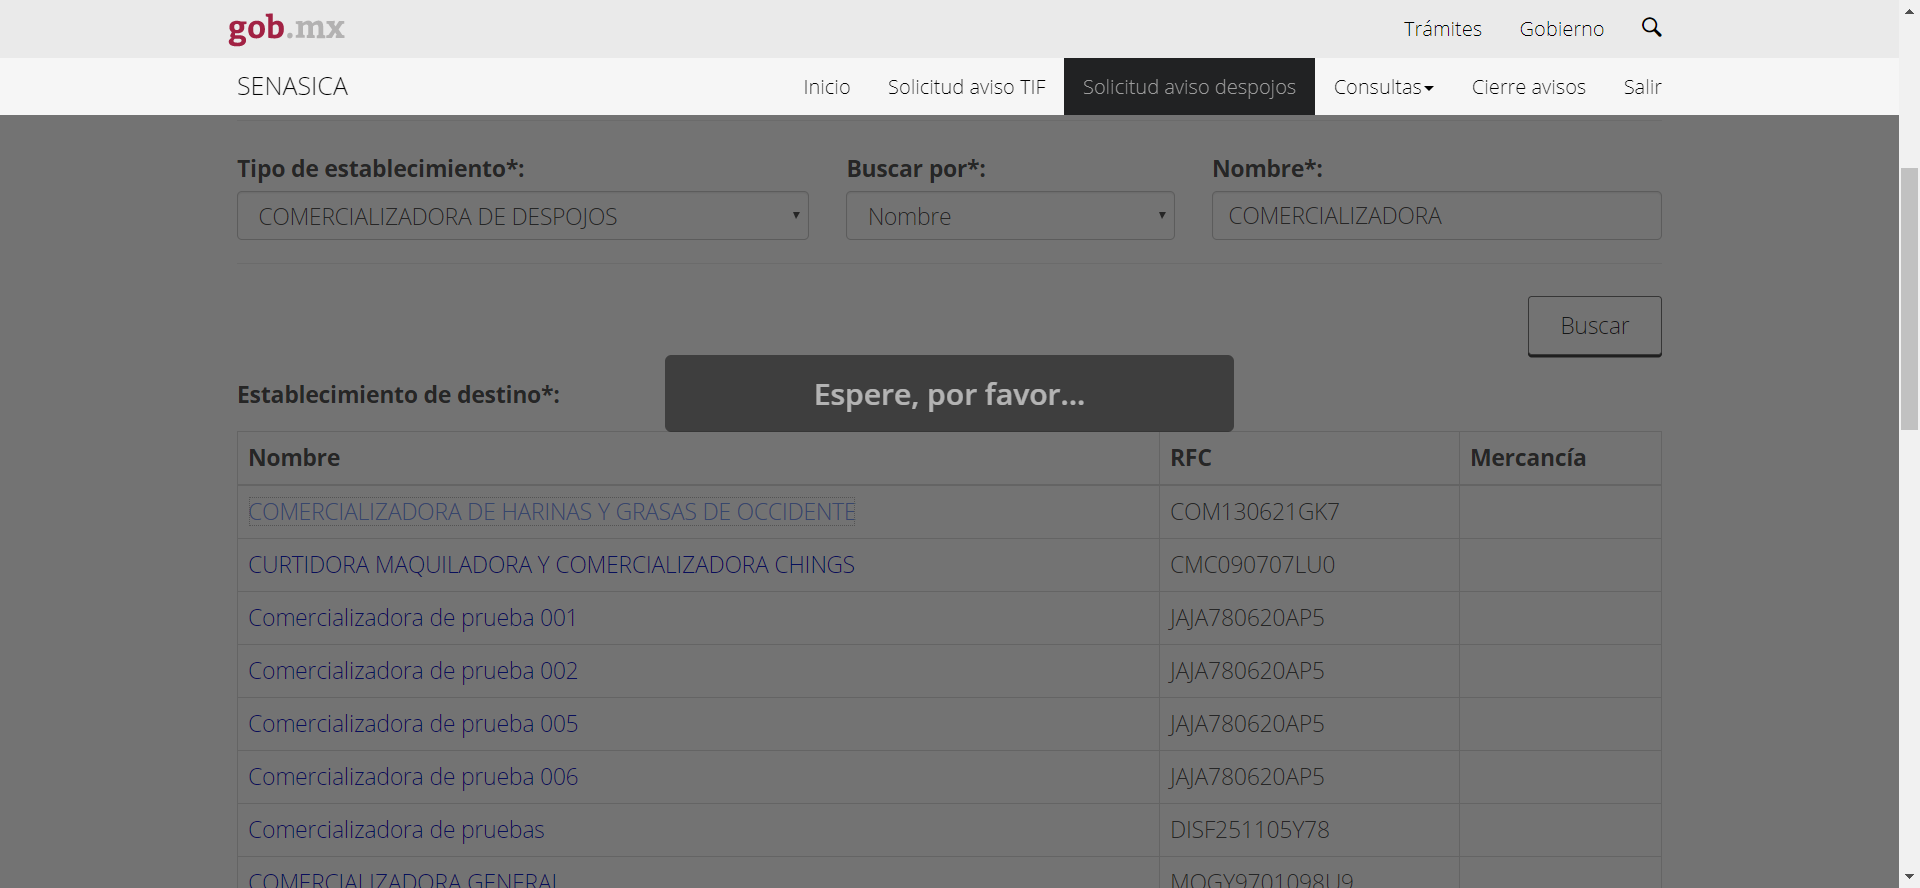 gob.mx
Trámites Gobierno
SENASICA Inicio Solicitud aviso TIF Solicitud aviso despojos Consultas Cierre avisos Salir
Tipo de establecimiento*: Buscar por*: Nombre*:
COMERCIALIZADORA DE DESPOJOS Nombre COMERCIALIZADORA
Buscar
Espere, por favor...
Establecimiento de destino*:
Nombre RFC Mercancía
COMERCIALIZADORA DE HARINAS Y GRASAS DE OCCIDENTE COM130621GK7
CURTIDORA MAQUILADORA Y COMERCIALIZADORA CHINGS CMC090707LU0
Comercializadora de prueba 001 JAJA780620AP5
Comercializadora de prueba 002 JAJA780620AP5
Comercializadora de prueba 005 JAJA780620AP5
Comercializadora de prueba 006 JAJA780620AP5
Comercializadora de pruebas DISF251105Y78
COMERCIALIZADORA GENERAL MOGY9701098U9